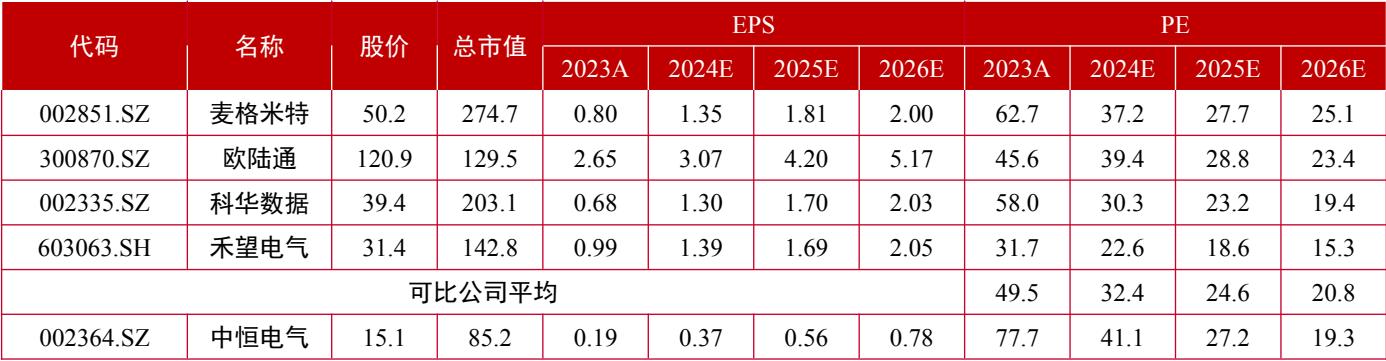 代码 名称 股价 总市值 EPS PE
2023A 2024E 2025E 2026E 2023A 2024E 2025E 2026E
002851.SZ 麦格米特 50.2 274.7 0.80 1.35 1.81 2.00 62.7 37.2 27.7 25.1
300870.SZ 欧陆通 120.9 129.5 2.65 3.07 4.20 5.17 45.6 39.4 28.8 23.4
002335.SZ 科华数据 39.4 203.1 0.68 1.30 1.70 2.03 58.0 30.3 23.2 19.4
603063.SH 禾望电气 31.4 142.8 0.99 1.39 1.69 2.05 31.7 22.6 18.6 15.3
可比公司平均 49.5 32.4 24.6 20.8
002364.SZ 中恒电气 15.1 85.2 0.19 0.37 0.56 0.78 77.7 41.1 27.2 19.3